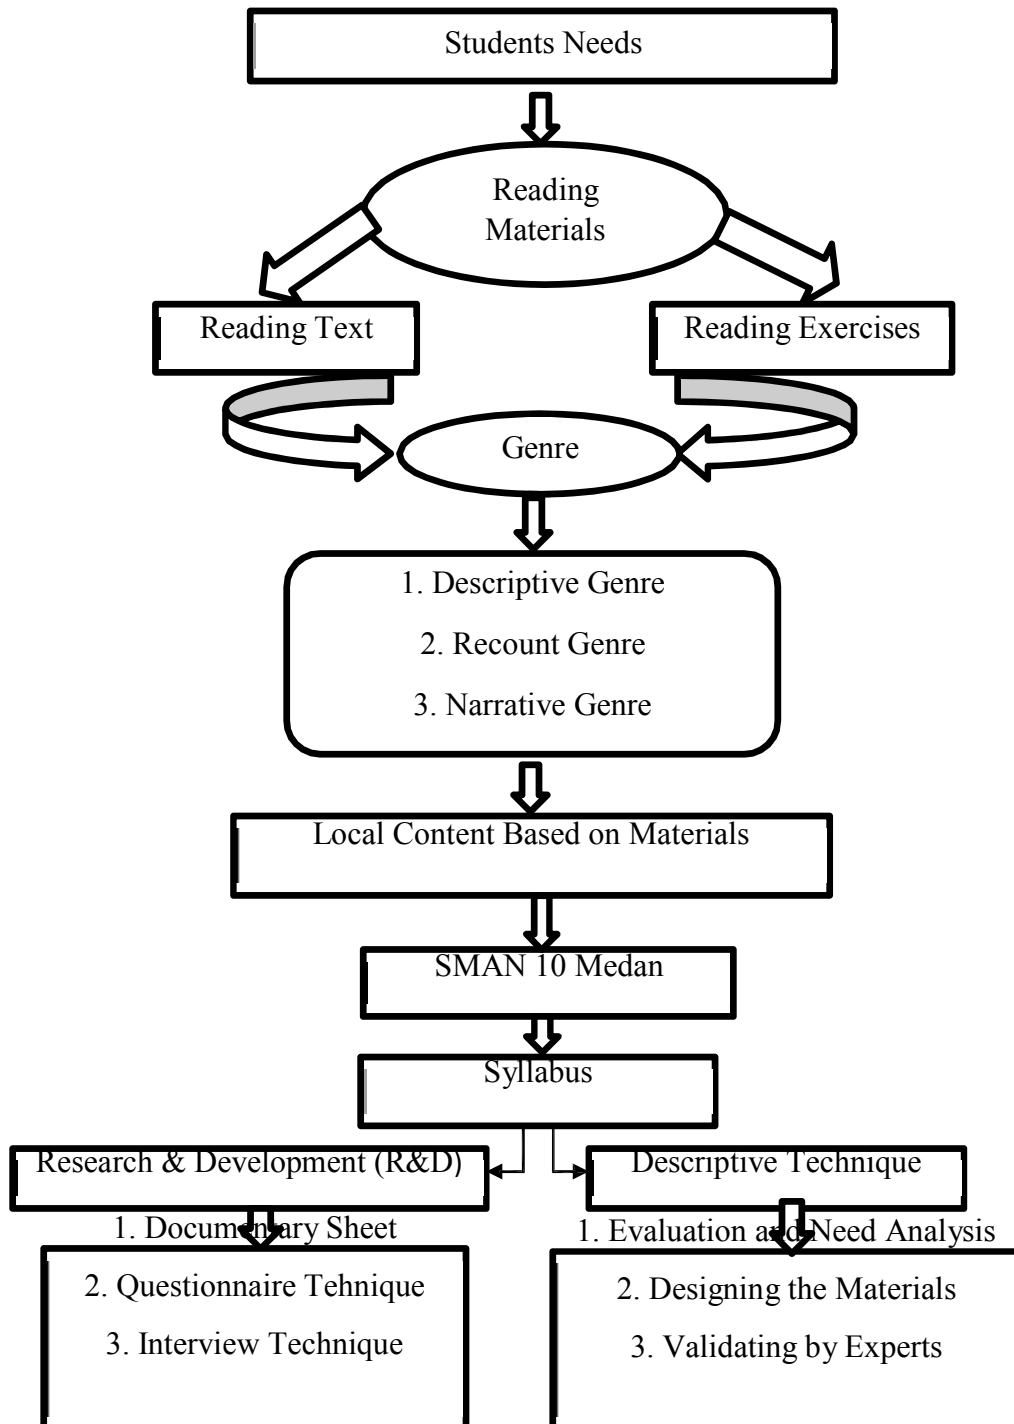 Students Needs
Reading
Materials
Reading Text
Reading Exercises
Genre
1. Descriptive Genre
2. Recount Genre
3. Narrative Genre
Local Content Based on Materials
SMAN 10 Medan
Syllabus
Research & Development (R&D)
Descriptive Technique
1. Documentary Sheet
2. Questionnaire Tehnique
3. Interview Technique
1. Evaluation and Need Analysis
2. Designing the Materials
3. Validating by Experts